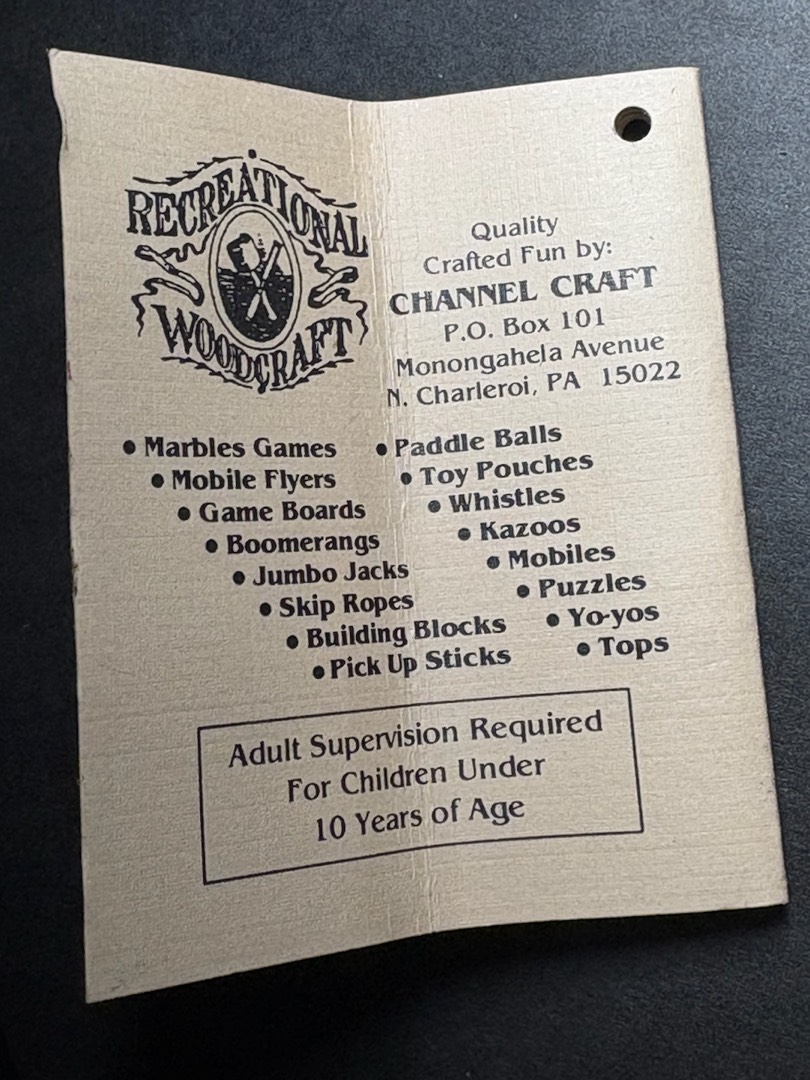 RECREATIONAL
WOODCRAFT
Quality
Crafted Fun by:
CHANNEL CRAFT
P.O. Box 101
Monongahela Avenue
N. Charleroi, PA 15022
• Marbles Games
• Mobile Flyers
• Game Boards
• Boomerangs
• Jumbo Jacks
• Skip Ropes
• Building Blocks
• Pick Up Sticks
• Paddle Balls
• Toy Pouches
• Whistles
• Kazoos
• Mobiles
• Puzzles
• Yo-yos
• Tops
Adult Supervision Required
For Children Under
10 Years of Age